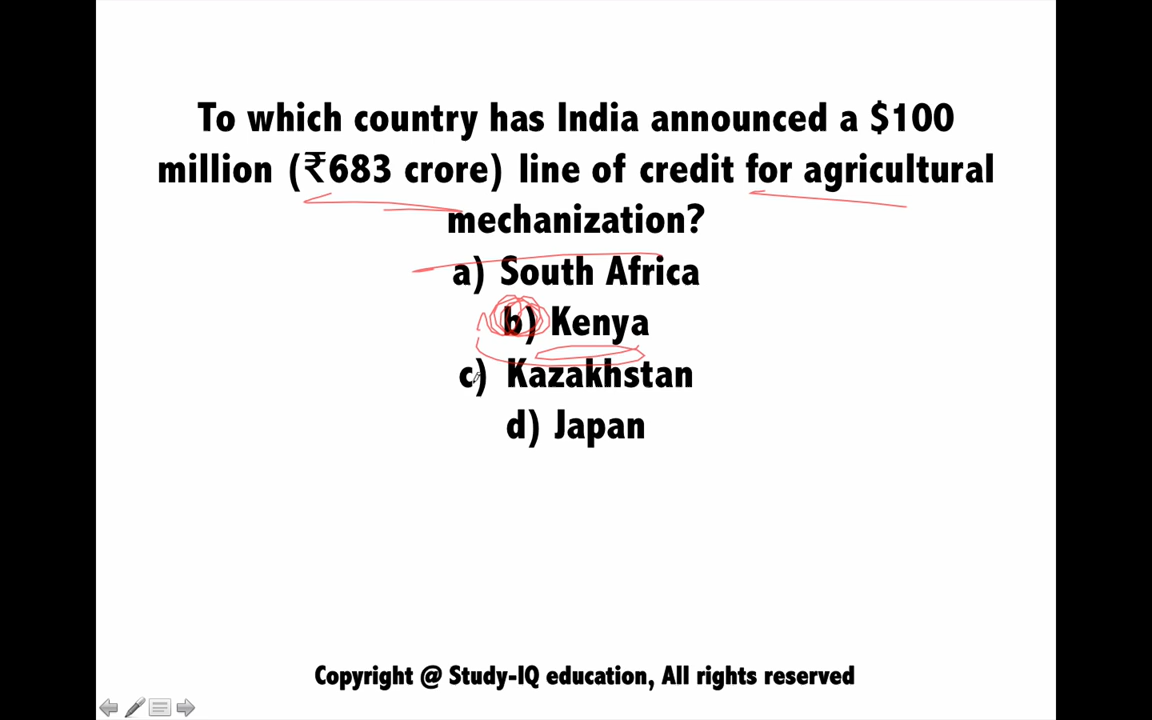 To which country has India announced a $100
million (₹683 crore) line of credit for agricultural
mechanization?
a) South Africa
b) Kenya
c) Kazakhstan
d) Japan
Copyright @ Study-IQ education, All rights reserved